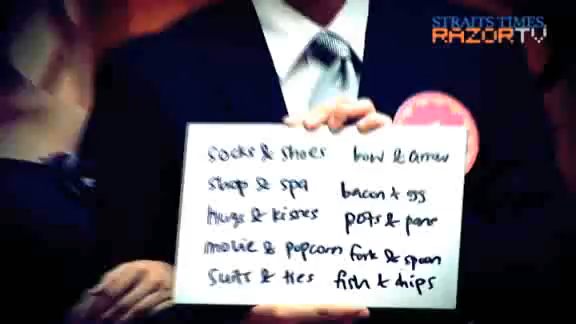 STRAITS TIMES
RAZORTV
socks & shoes bow & arrow
shop & spa bacon & egg
hugs & kisses pots & pans
movie & popcorn fork & spoon
suits & ties fish & chips